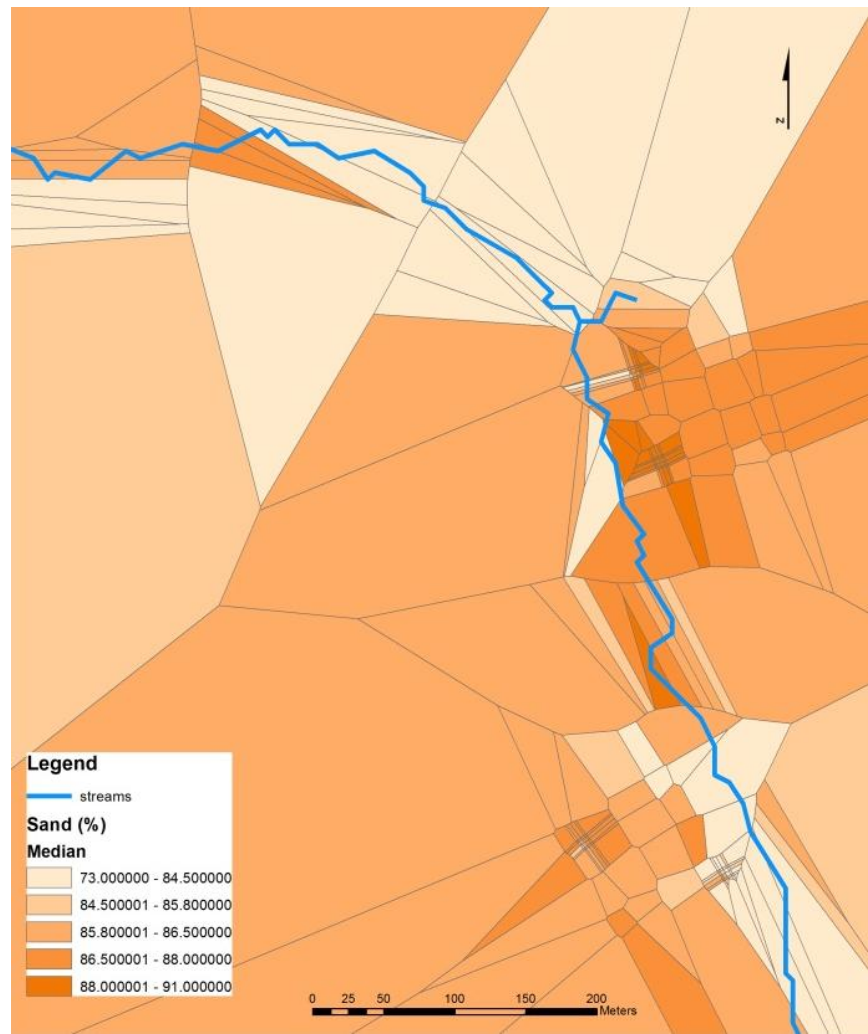 z
Legend
streams
Sand (%)
Median
73.000000 - 84.500000
84.500001 - 85.800000
85.800001 - 86.500000
86.500001 - 88.000000
88.000001 - 91.000000
0 25 50 100 150 200
Meters